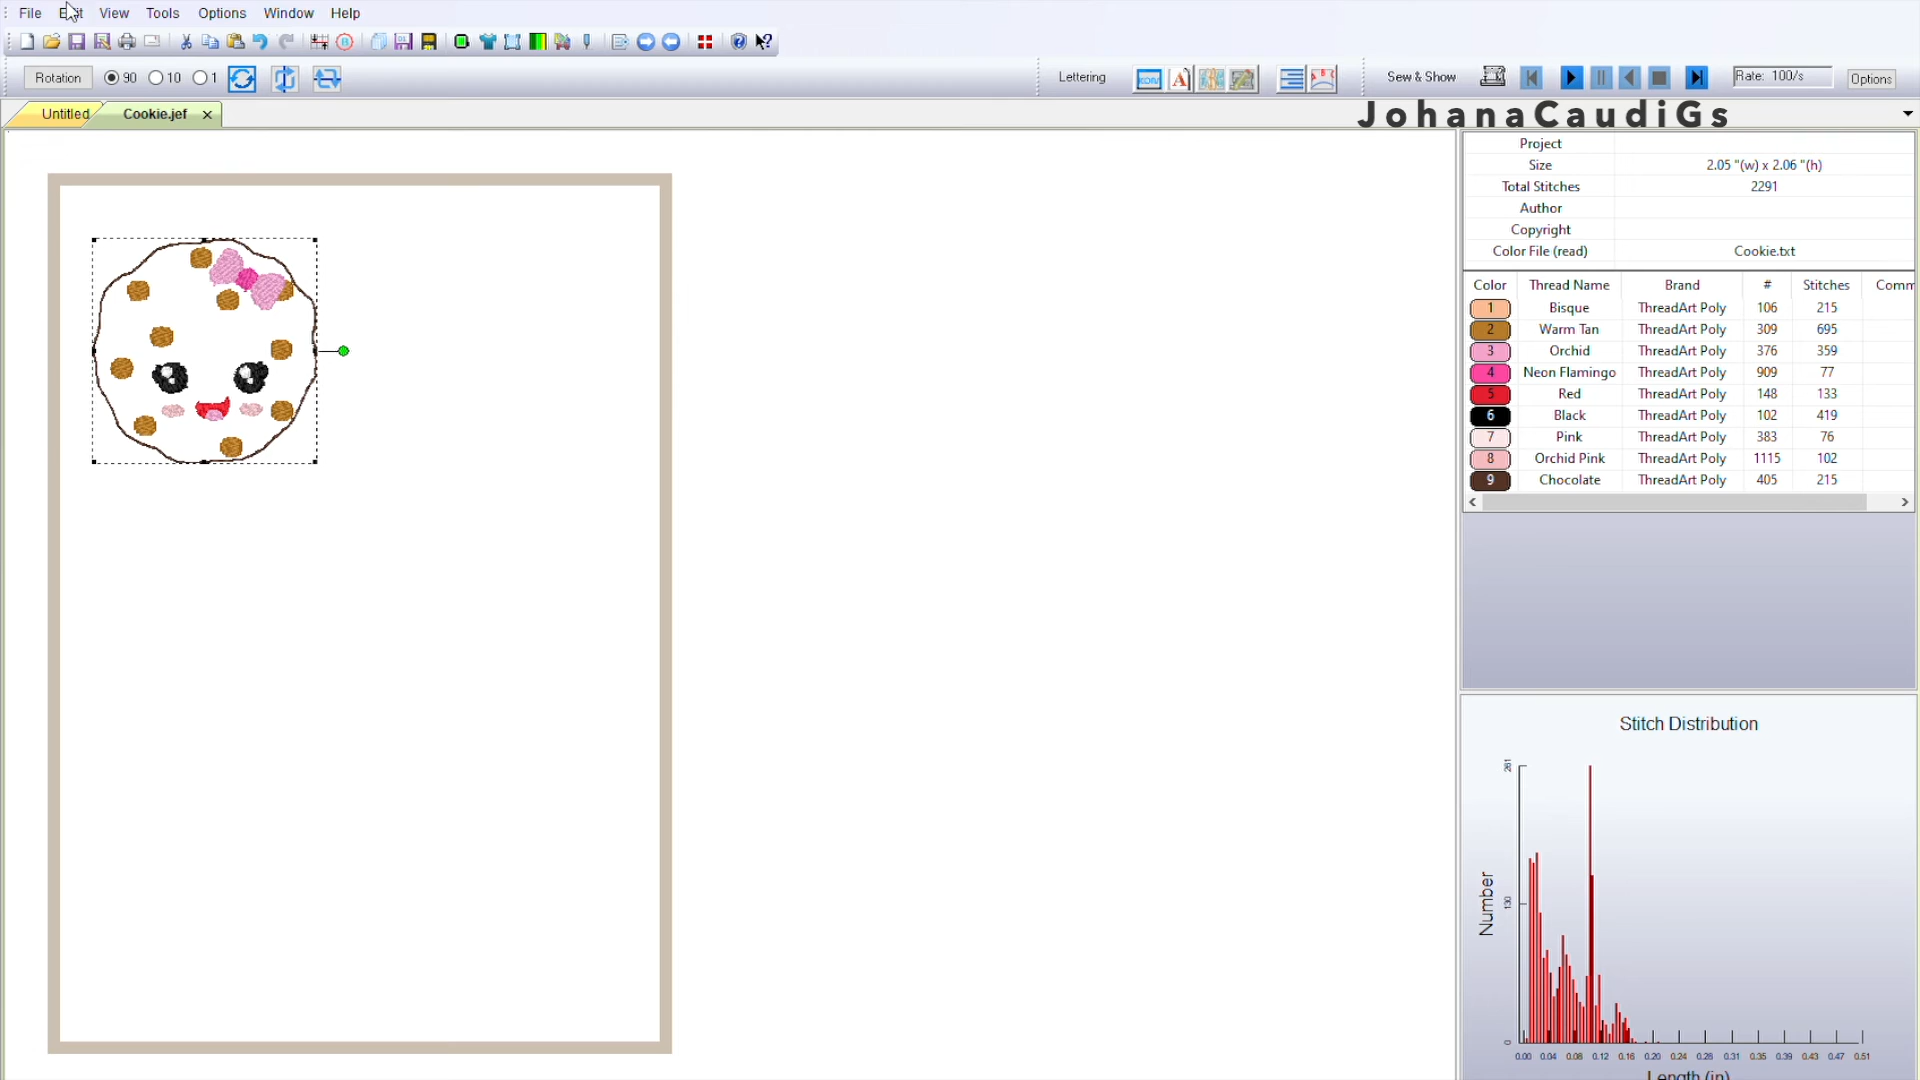 File Edit View Tools Options Window Help
Rotation 90 10 1 Lettering Sew & Show Rate: 100/s Options
Untitled Cookie.jef × JohanaCaudiGs
Project
Size 2.05 "(w) x 2.06 "(h)
Total Stitches 2291
Author
Copyright
Color File (read) Cookie.txt
Color Thread Name Brand # Stitches Comm
1 Bisque ThreadArt Poly 106 215
2 Warm Tan ThreadArt Poly 309 695
3 Orchid ThreadArt Poly 376 359
4 Neon Flamingo ThreadArt Poly 909 77
5 Red ThreadArt Poly 148 133
6 Black ThreadArt Poly 102 419
7 Pink ThreadArt Poly 383 76
8 Orchid Pink ThreadArt Poly 1115 102
9 Chocolate ThreadArt Poly 405 215
Stitch Distribution
261
130
0
Number
0.00 0.04 0.08 0.12 0.16 0.20 0.24 0.28 0.31 0.35 0.39 0.43 0.47 0.51
Length (in)